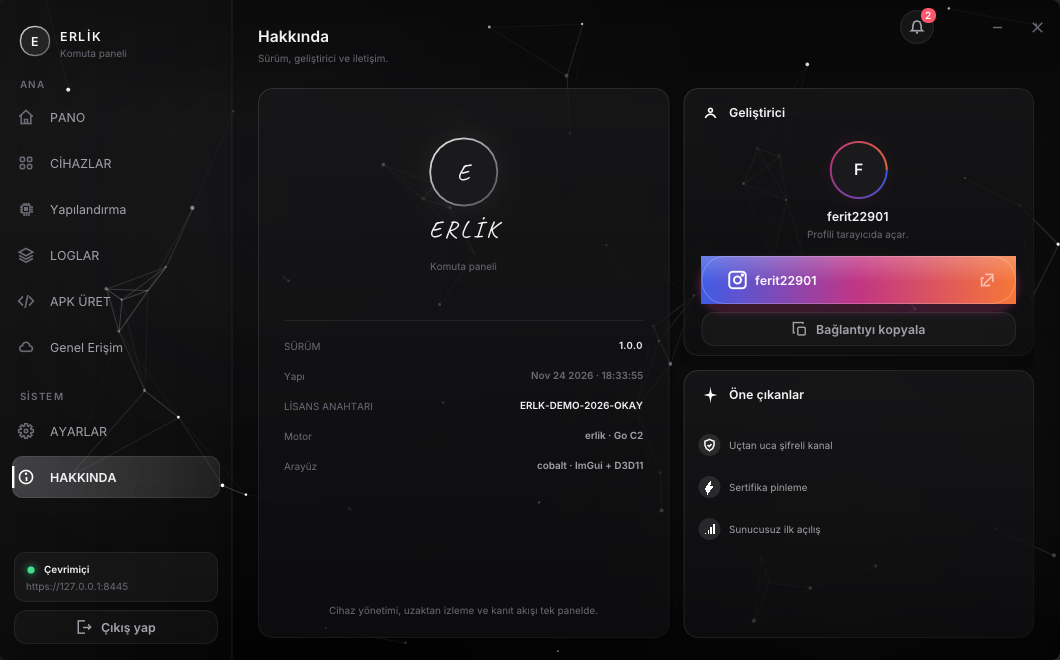 E
ERLİK
Komuta paneli
ANA
PANO
CİHAZLAR
Yapılandırma
LOGLAR
APK ÜRET
Genel Erişim
SİSTEM
AYARLAR
HAKKINDA
Çevrimiçi
https://127.0.0.1:8445
Çıkış yap
Hakkında
Sürüm, geliştirici ve iletişim.
2
E
ERLİK
Komuta paneli
SÜRÜM 1.0.0
Yapı Nov 24 2026 · 18:33:55
LİSANS ANAHTARI ERLK-DEMO-2026-OKAY
Motor erlik · Go C2
Arayüz cobalt · ImGui + D3D11
Cihaz yönetimi, uzaktan izleme ve kanıt akışı tek panelde.
Geliştirici
F
ferit22901
Profili tarayıcıda açar.
ferit22901
Bağlantıyı kopyala
Öne çıkanlar
Uçtan uca şifreli kanal
Sertifika pinleme
Sunucusuz ilk açılış